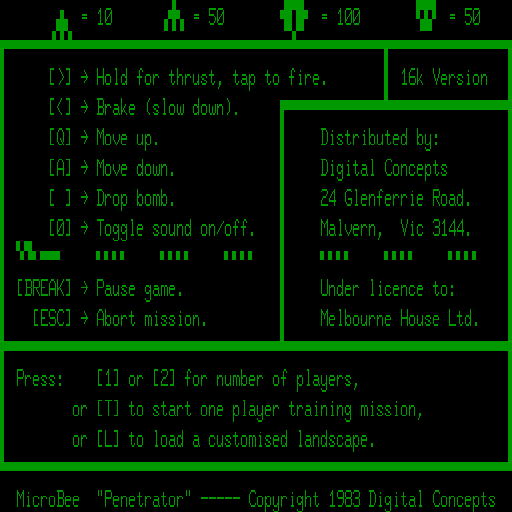 = 10 = 50 = 100 = 50
[>] → Hold for thrust, tap to fire.
16k Version
[<] → Brake (slow down).
[Q] → Move up.
[A] → Move down.
[ ] → Drop bomb.
[0] → Toggle sound on/off.
Distributed by:
Digital Concepts
24 Glenferrie Road.
Malvern, Vic 3144.
[BREAK] → Pause game.
[ESC] → Abort mission.
Under licence to:
Melbourne House Ltd.
Press: [1] or [2] for number of players,
or [T] to start one player training mission,
or [L] to load a customised landscape.
MicroBee "Penetrator" ----- Copyright 1983 Digital Concepts